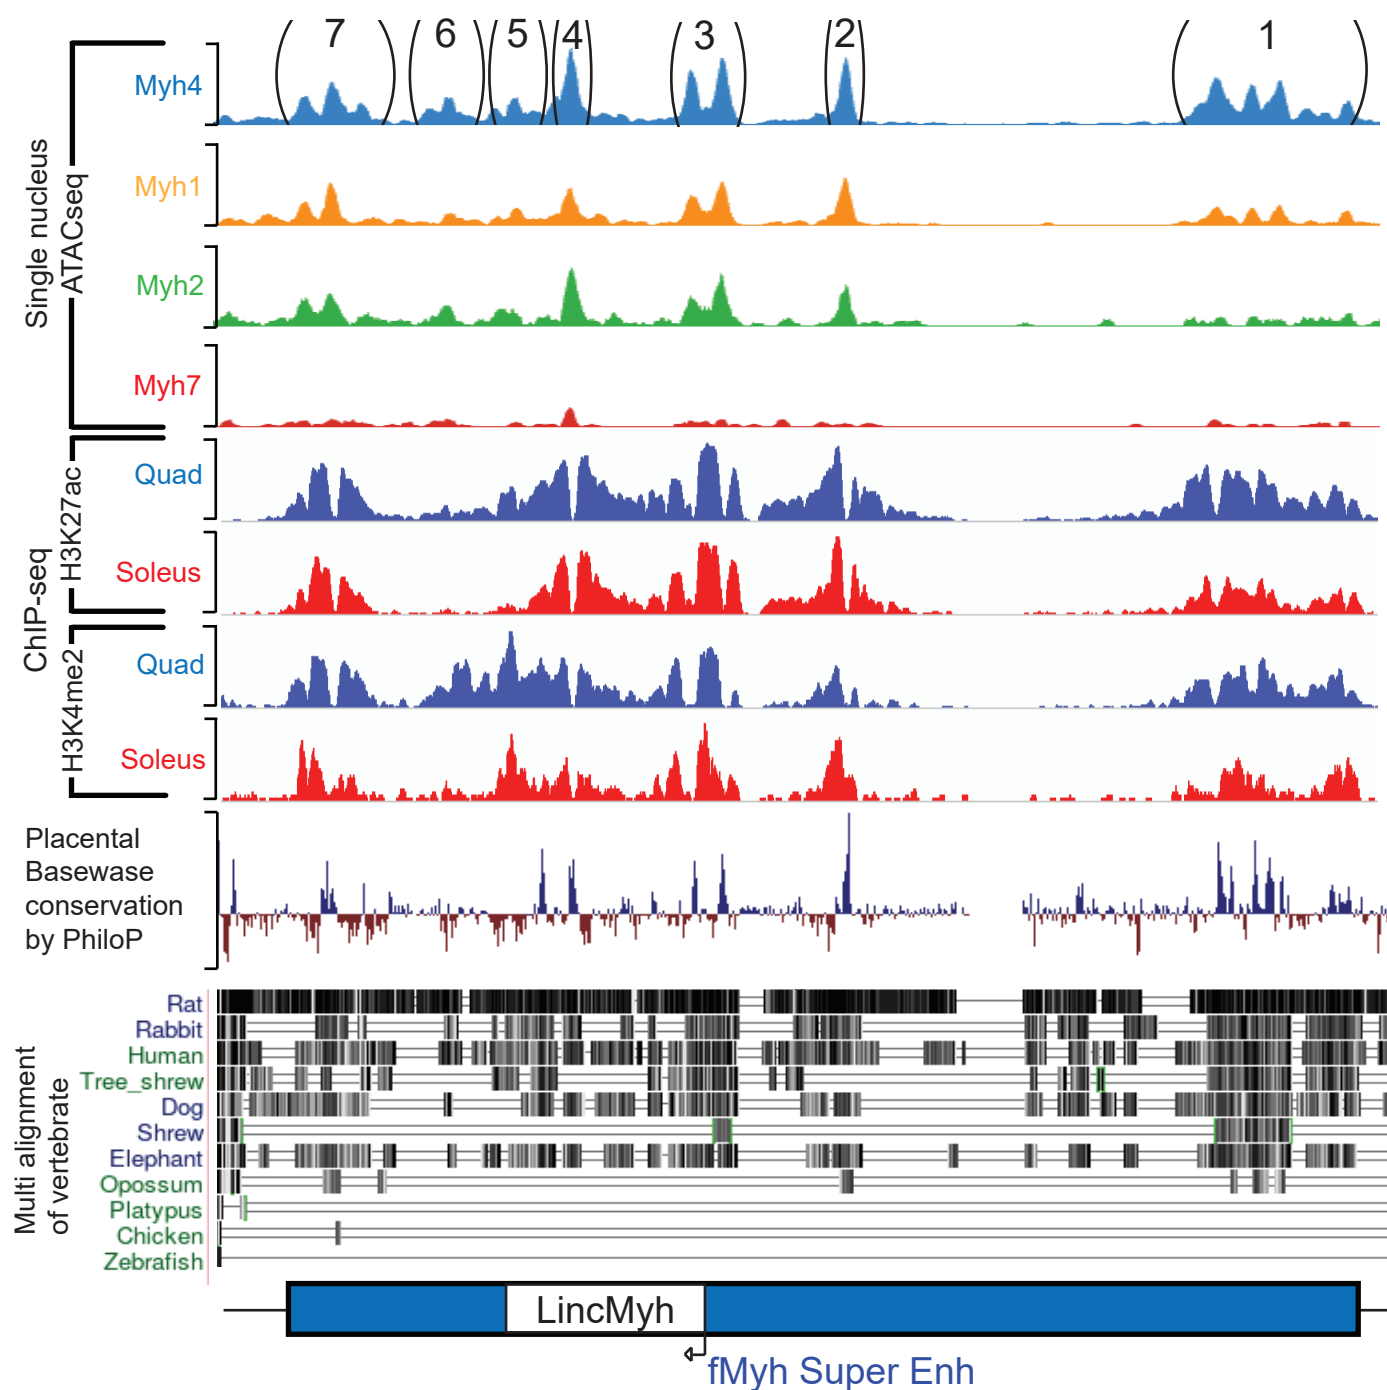 7 6 5 4 3 2 1
Single nucleus
ATACseq
Myh4
Myh1
Myh2
Myh7
ChIP-seq
H3K27ac
Quad
Soleus
H3K4me2
Quad
Soleus
Placental
Basewase
conservation
by PhiloP
Multi alignment
of vertebrate
Rat
Rabbit
Human
Tree_shrew
Dog
Shrew
Elephant
Opossum
Platypus
Chicken
Zebrafish
LincMyh
fMyh Super Enh